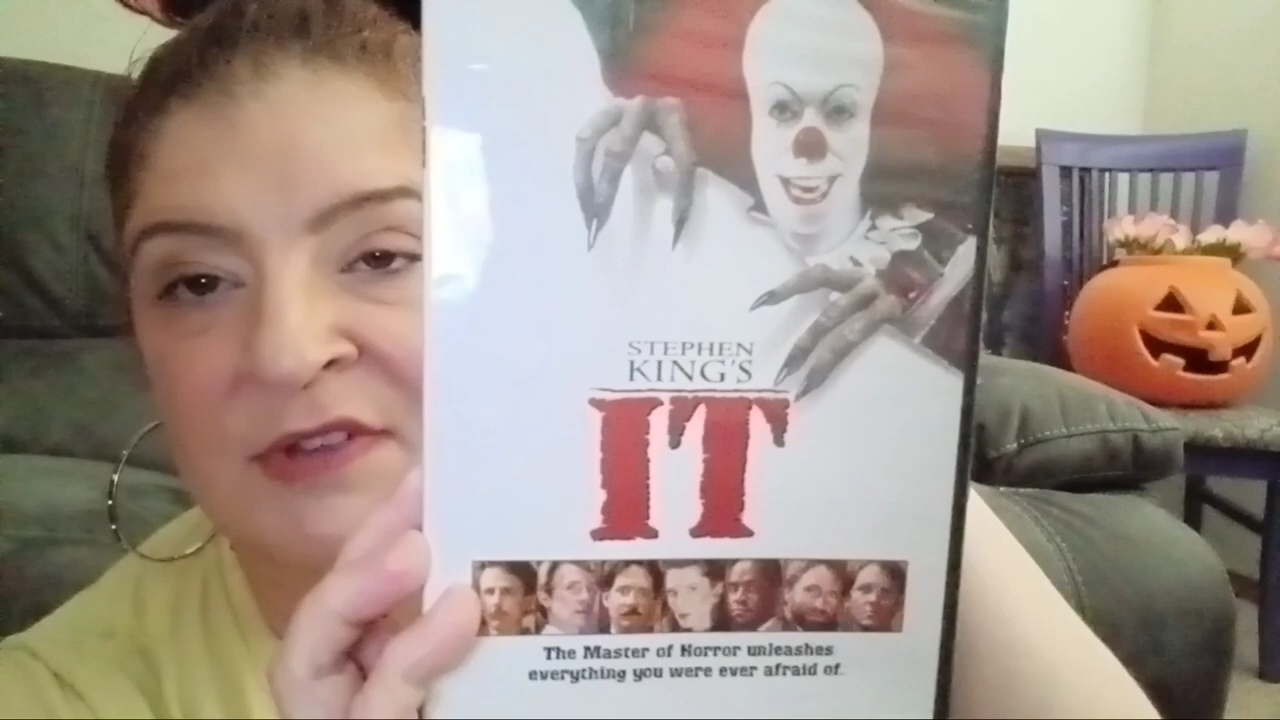 STEPHEN
KING'S
IT
The Master of Horror unleashes
everything you were ever afraid of.